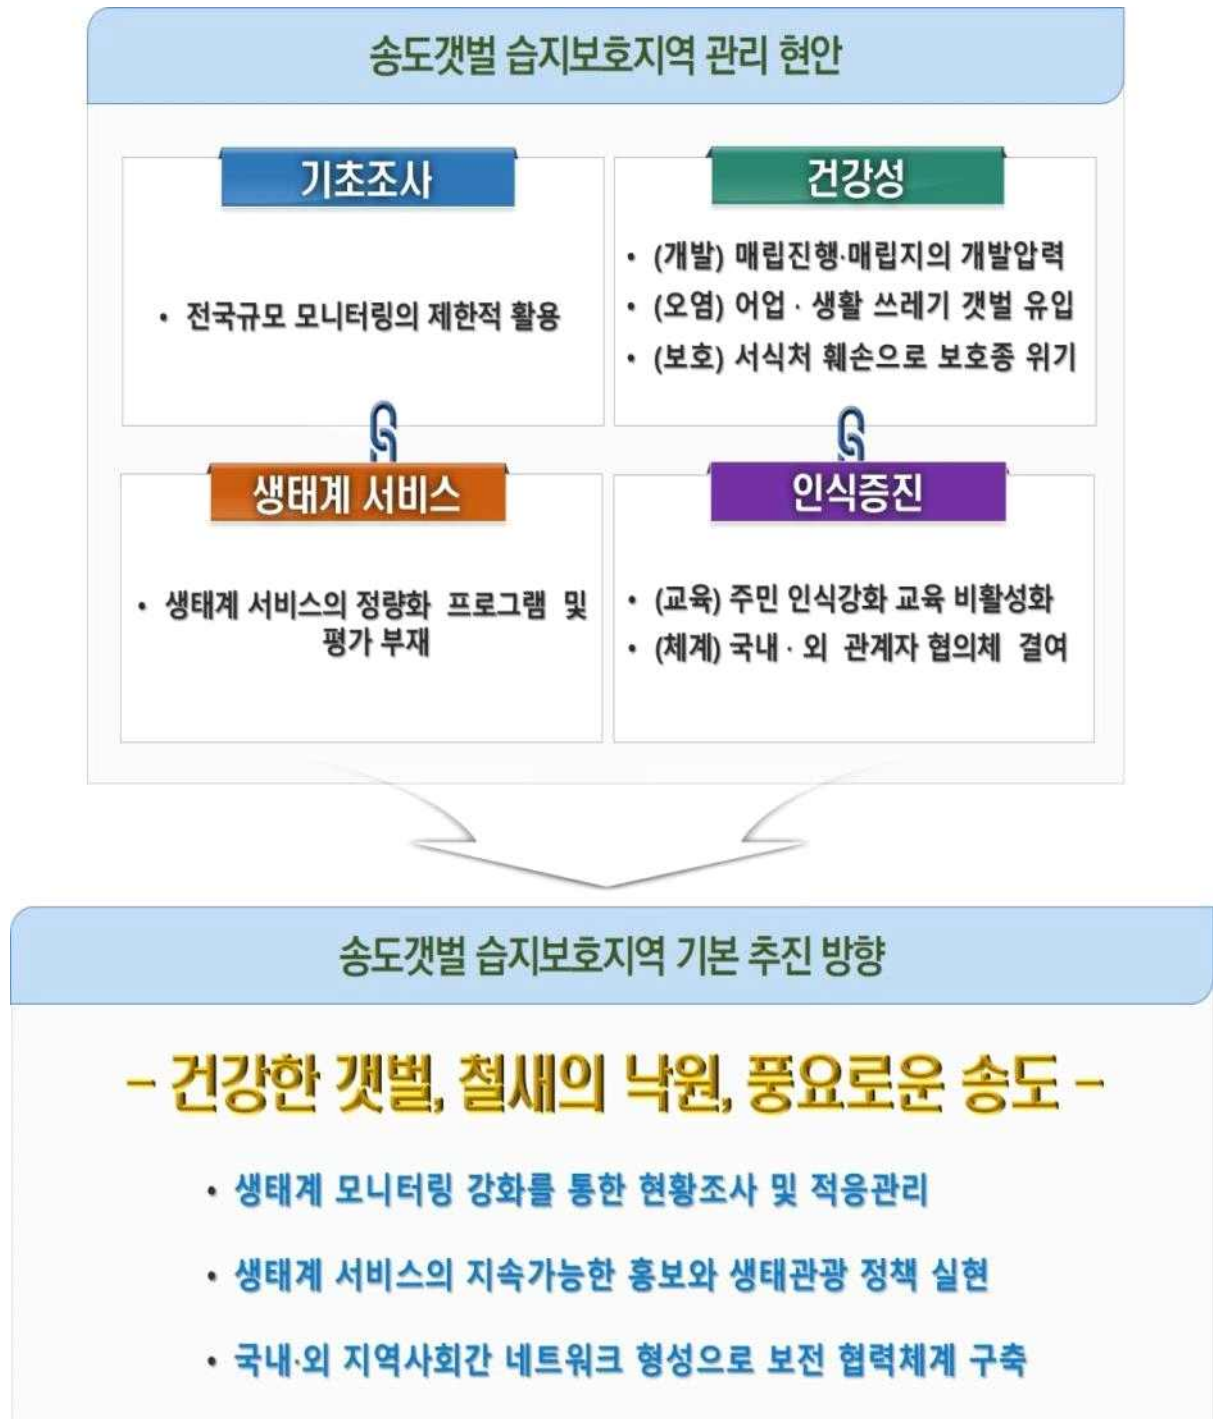 송도갯벌 습지보호지역 관리 현안
기초조사
• 전국규모 모니터링의 제한적 활용
건강성
• (개발) 매립진행·매립지의 개발압력
• (오염) 어업 · 생활 쓰레기 갯벌 유입
• (보호) 서식처 훼손으로 보호종 위기
생태계 서비스
• 생태계 서비스의 정량화 프로그램 및
평가 부재
인식증진
• (교육) 주민 인식강화 교육 비활성화
• (체계) 국내 · 외 관계자 협의체 결여
송도갯벌 습지보호지역 기본 추진 방향
– 건강한 갯벌, 철새의 낙원, 풍요로운 송도 –
• 생태계 모니터링 강화를 통한 현황조사 및 적응관리
• 생태계 서비스의 지속가능한 홍보와 생태관광 정책 실현
• 국내·외 지역사회간 네트워크 형성으로 보전 협력체계 구축